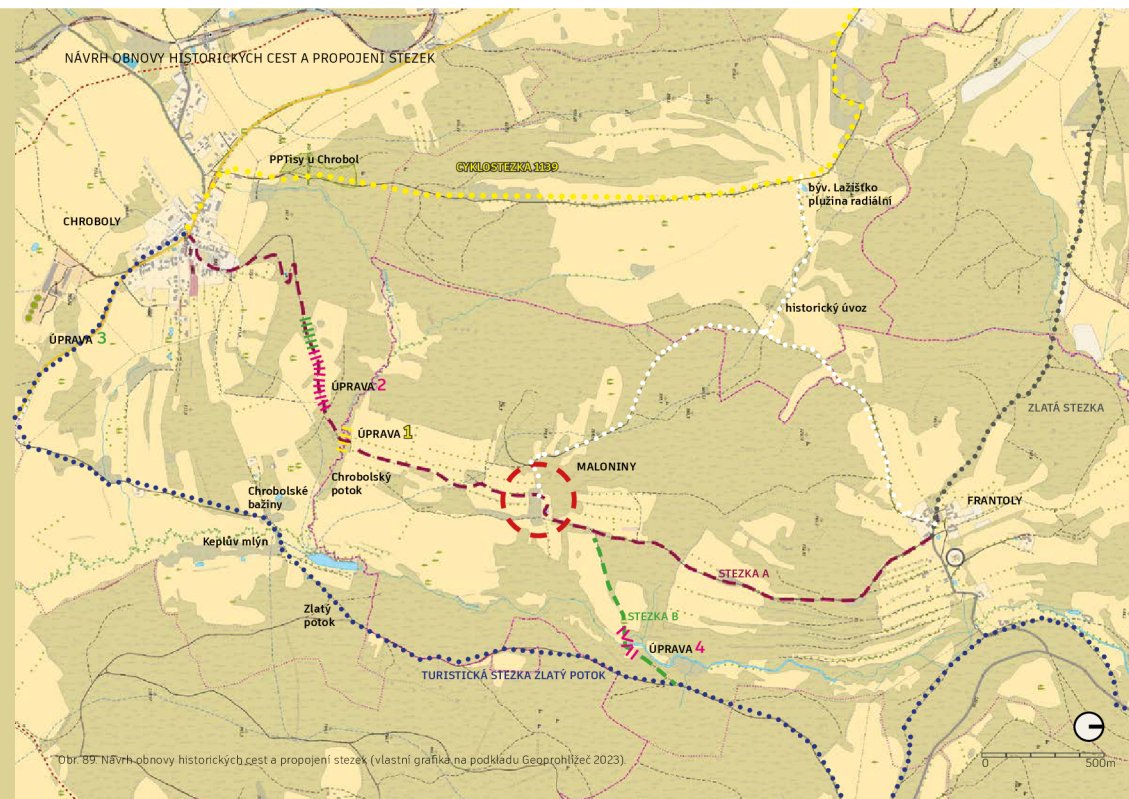 NÁVRH OBNOVY HISTORICKÝCH CEST A PROPOJENÍ STEZEK
PPTisy u Chrobol
CYKLOSTEZKA 1139
býv. Lažišťko
plužina radiální
CHROBOLY
historický úvoz
ÚPRAVA 3
ÚPRAVA 2
ZLATÁ STEZKA
ÚPRAVA 1
MALONINY
Chrobolský
potok
Chrobolské
bažiny
FRANTOLY
Keplův mlýn
STEZKA A
Zlatý
potok
STEZKA B
ÚPRAVA 4
TURISTICKÁ STEZKA ZLATÝ POTOK
Obr. 89. Návrh obnovy historických cest a propojení stezek (vlastní grafika na podkladu Geoprohlížeč 2023)
0 500m